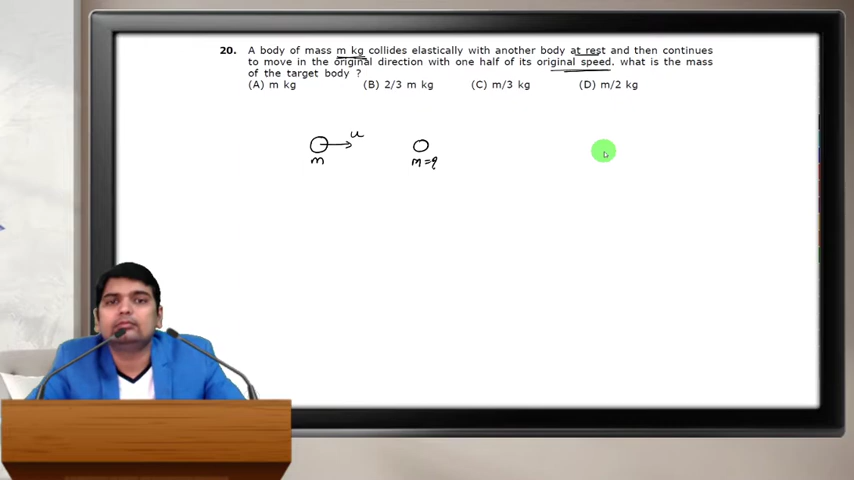 20. A body of mass m kg collides elastically with another body at rest and then continues
to move in the original direction with one half of its original speed. what is the mass
of the target body ?
(A) m kg (B) 2/3 m kg (C) m/3 kg (D) m/2 kg
u
m m=?